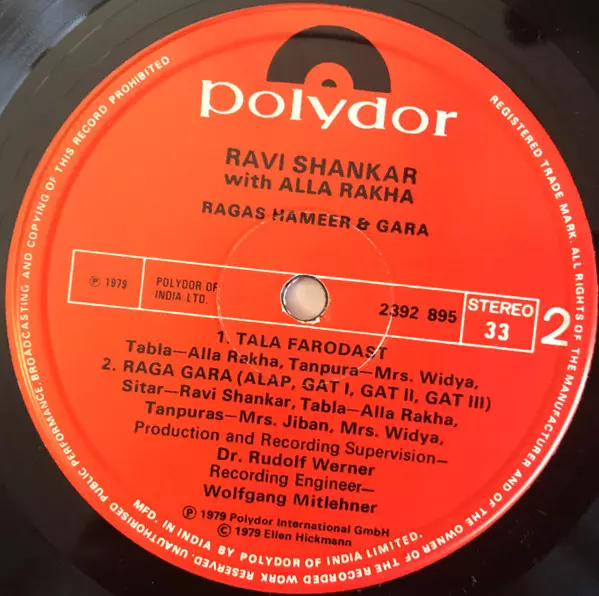 polydor
RAVI SHANKAR
with ALLA RAKHA
RAGAS HAMEER & GARA
℗ 1979
POLYDOR OF
INDIA LTD.
2392 895
STEREO
33
2
1. TALA FARODAST
Tabla—Alla Rakha, Tanpura—Mrs. Widya,
2. RAGA GARA (ALAP, GAT I, GAT II, GAT III)
Sitar—Ravi Shankar, Tabla—Alla Rakha,
Tanpuras—Mrs. Jiban, Mrs. Widya,
Production and Recording Supervision—
Dr. Rudolf Werner
Recording Engineer—
Wolfgang Mitlehner
℗ 1979 Polydor International GmbH
© 1979 Ellen Hickmann
MFD. IN INDIA BY POLYDOR OF INDIA LIMITED.
REGISTERED TRADE MARK. ALL RIGHTS OF THE MANUFACTURER AND OF THE OWNER OF THE RECORDED WORK RESERVED. UNAUTHORISED PUBLIC PERFORMANCE, BROADCASTING AND COPYING OF THIS RECORD PROHIBITED